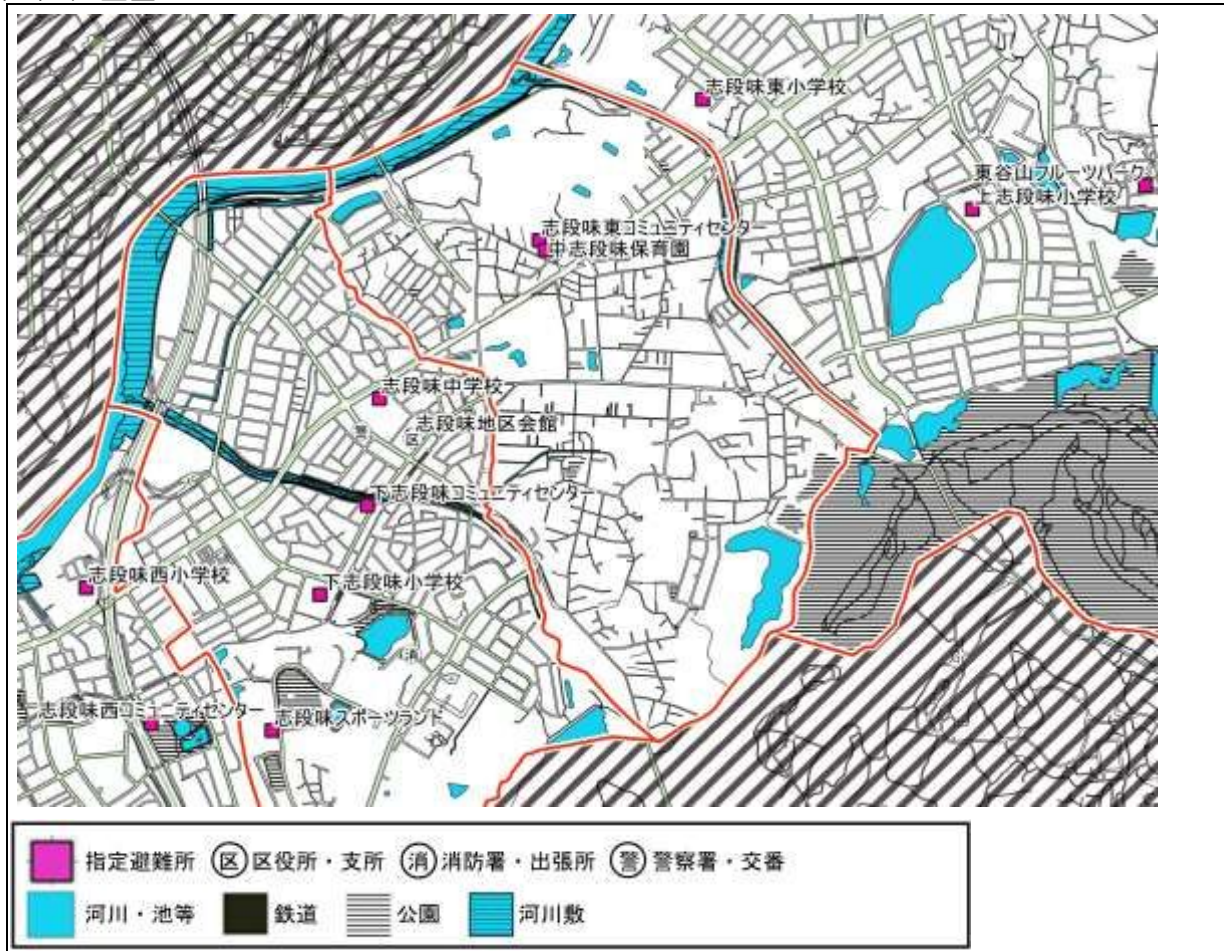 志段味東小学校
東谷山フルーツパーク
上志段味小学校
志段味東コミュニティセンター
中志段味保育園
志段味中学校
警
区
志段味地区会館
下志段味コミュニティセンター
志段味西小学校
下志段味小学校
消
志段味西コミュニティセンター
志段味スポーツランド
指定避難所 区 区役所・支所 消 消防署・出張所 警 警察署・交番
河川・池等 鉄道 公園 河川敷